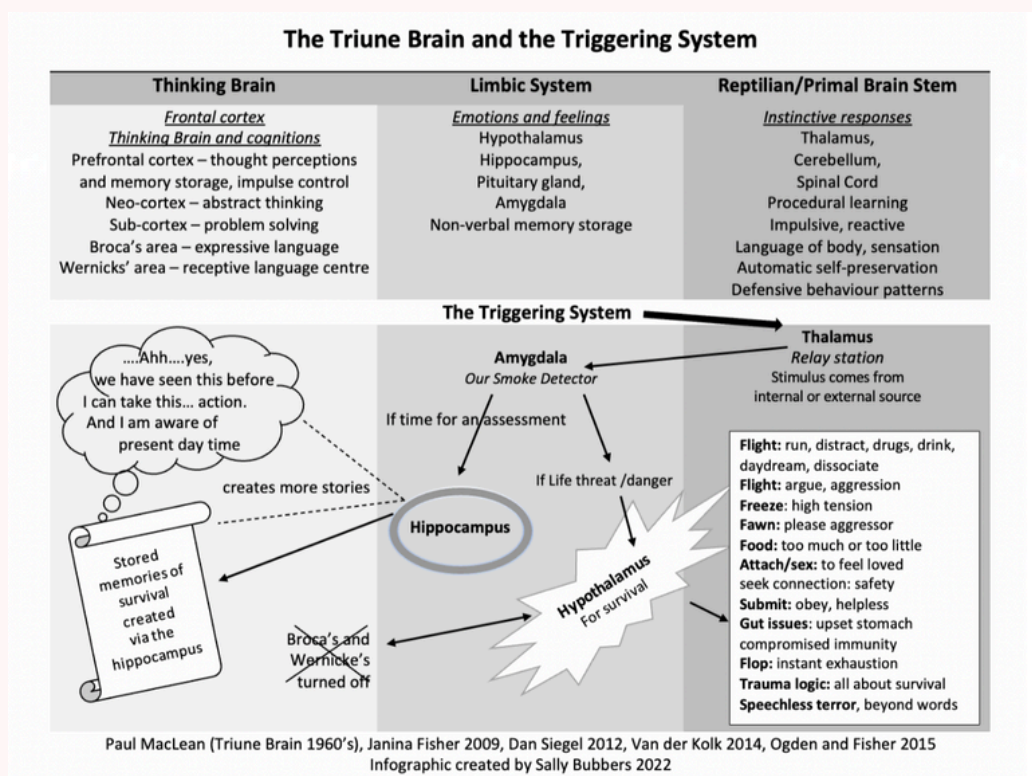 The Triune Brain and the Triggering System
Thinking Brain
Frontal cortex
Thinking Brain and cognitions
Prefrontal cortex – thought perceptions
and memory storage, impulse control
Neo-cortex – abstract thinking
Sub-cortex – problem solving
Broca's area – expressive language
Wernicks' area – receptive language centre
Limbic System
Emotions and feelings
Hypothalamus
Hippocampus,
Pituitary gland,
Amygdala
Non-verbal memory storage
Reptilian/Primal Brain Stem
Instinctive responses
Thalamus,
Cerebellum,
Spinal Cord
Procedural learning
Impulsive, reactive
Language of body, sensation
Automatic self-preservation
Defensive behaviour patterns
The Triggering System
Thalamus
Relay station
Stimulus comes from
internal or external source
Amygdala
Our Smoke Detector
If time for an assessment
If Life threat /danger
....Ahh....yes,
we have seen this before
I can take this... action.
And I am aware of
present day time
creates more stories
Hippocampus
Stored
memories of
survival
created
via the
hippocampus
Broca's and
Wernicke's
turned off
Hypothalamus
For survival
Flight: run, distract, drugs, drink,
daydream, dissociate
Flight: argue, aggression
Freeze: high tension
Fawn: please aggressor
Food: too much or too little
Attach/sex: to feel loved
seek connection: safety
Submit: obey, helpless
Gut issues: upset stomach
compromised immunity
Flop: instant exhaustion
Trauma logic: all about survival
Speechless terror, beyond words
Paul MacLean (Triune Brain 1960's), Janina Fisher 2009, Dan Siegel 2012, Van der Kolk 2014, Ogden and Fisher 2015
Infographic created by Sally Bubbers 2022